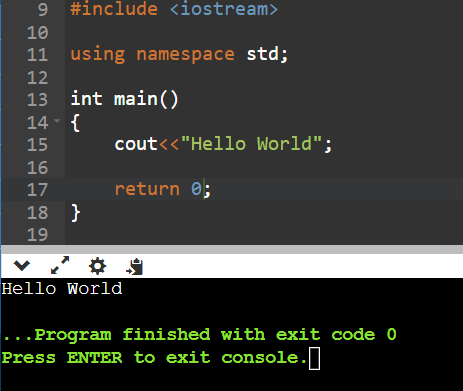 9 #include <iostream>
10
11 using namespace std;
12
13 int main()
14 {
15     cout<<"Hello World";
16
17     return 0;
18 }
19
Hello World
...Program finished with exit code 0
Press ENTER to exit console.